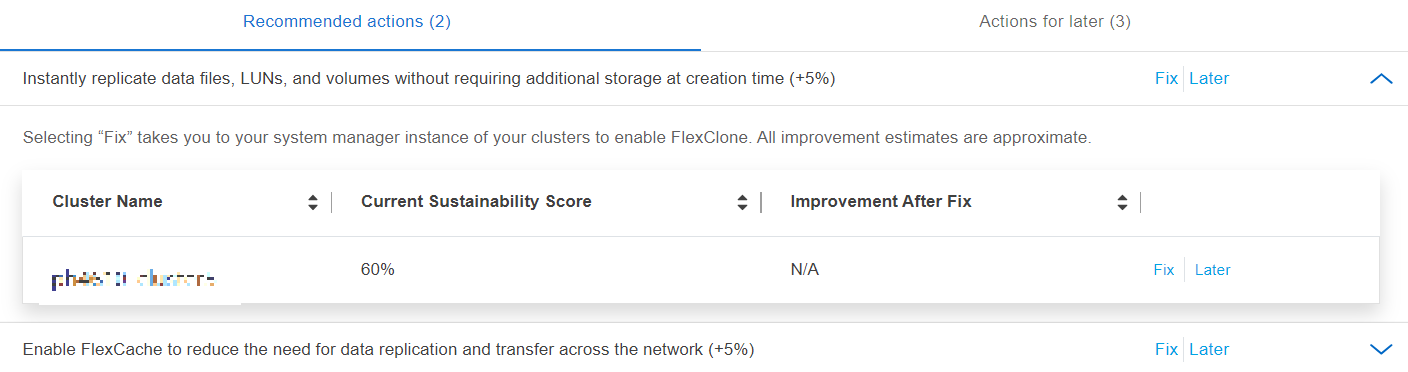 Recommended actions (2) Actions for later (3)
Instantly replicate data files, LUNs, and volumes without requiring additional storage at creation time (+5%) Fix Later
Selecting “Fix” takes you to your system manager instance of your clusters to enable FlexClone. All improvement estimates are approximate.
Cluster Name Current Sustainability Score Improvement After Fix
60% N/A Fix Later
Enable FlexCache to reduce the need for data replication and transfer across the network (+5%) Fix Later